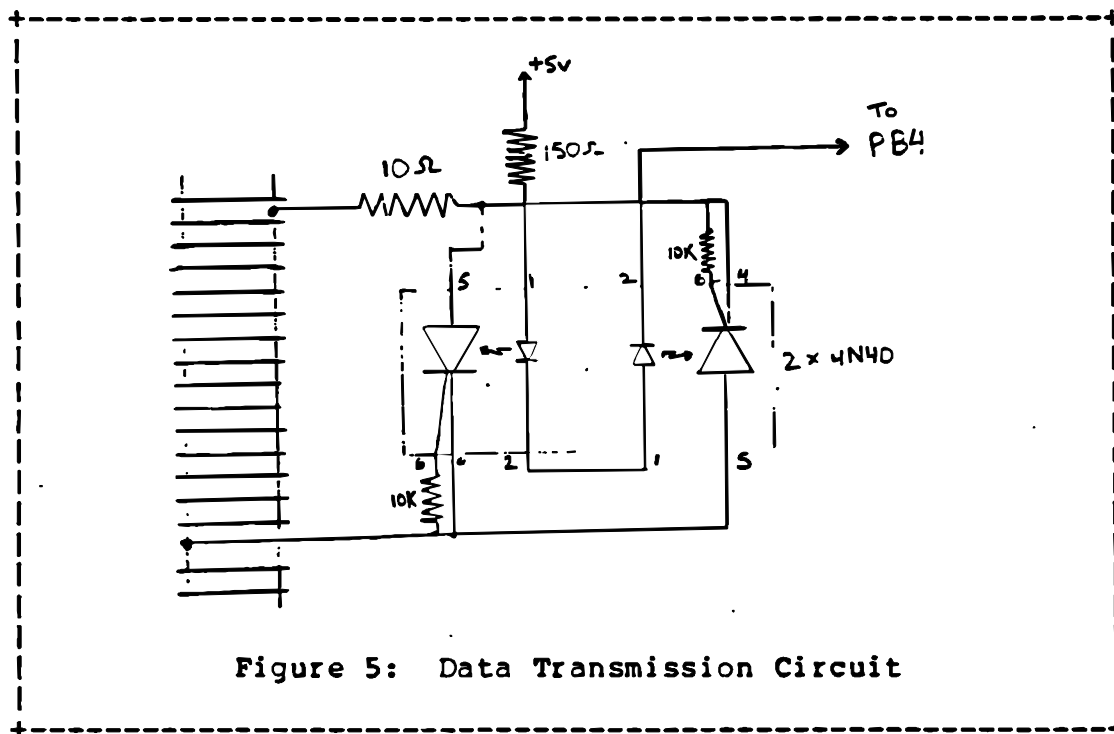 +5v
To
PB4
150Ω
10Ω
10K
5
1
2
6
4
2 x 4N40
6
2
1
5
10K
Figure 5: Data Transmission Circuit